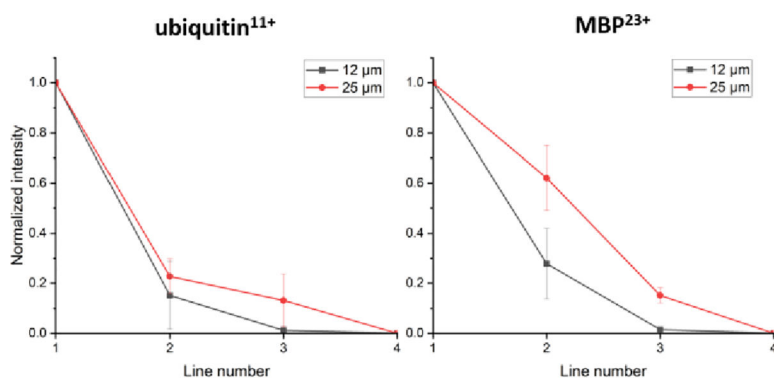 ubiquitin11+
MBP23+
12 μm
25 μm
12 μm
25 μm
Normalized intensity
1.0
0.8
0.6
0.4
0.2
0.0
1
2
3
4
Line number
1.0
0.8
0.6
0.4
0.2
0.0
1
2
3
4
Line number